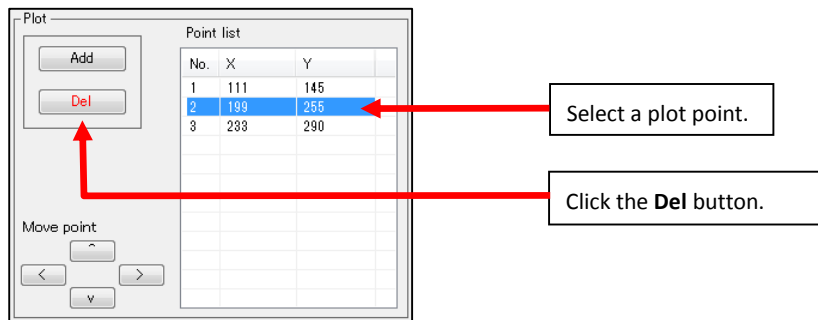 Plot
Add
Del
Point list
No. X Y
1 111 145
2 199 255
3 233 290
Select a plot point.
Click the Del button.
Move point
^
< >
v